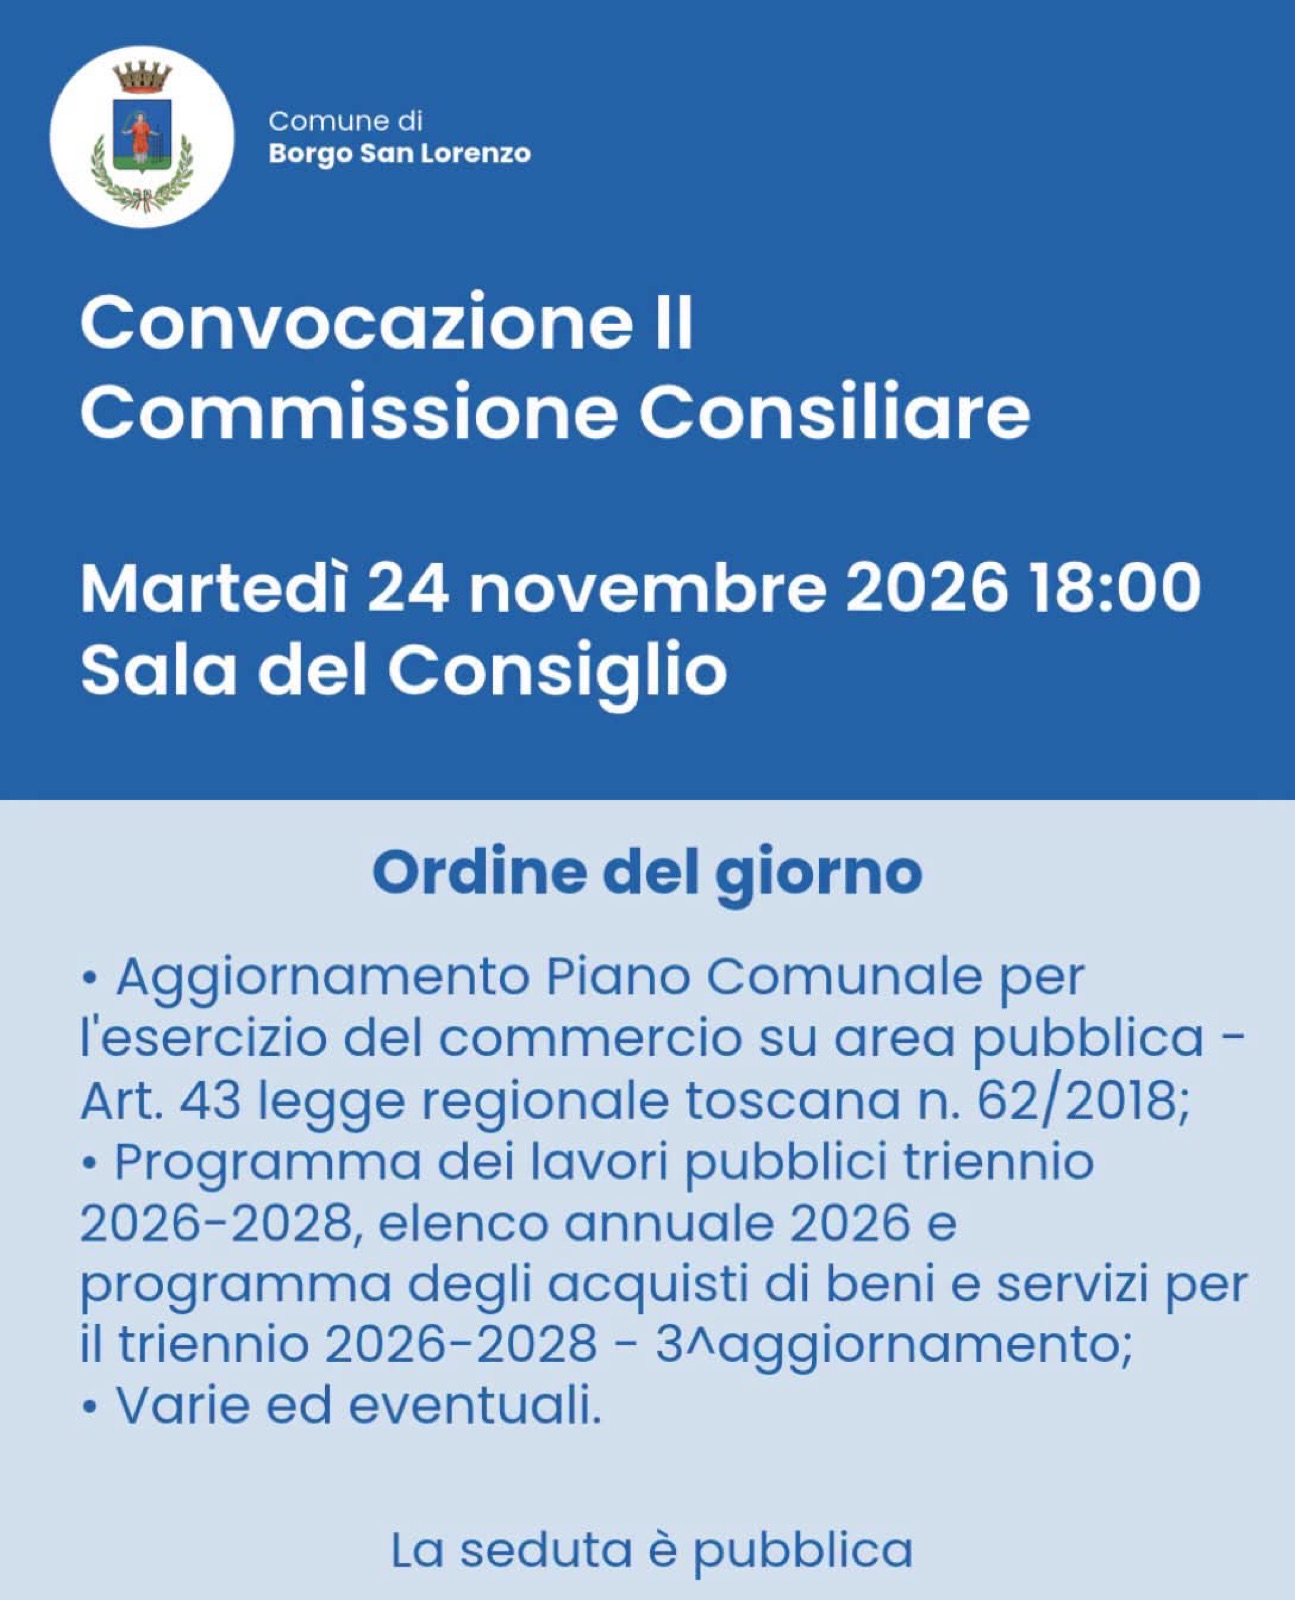 Comune di
Borgo San Lorenzo
Convocazione II
Commissione Consiliare
Martedì 24 novembre 2026 18:00
Sala del Consiglio
Ordine del giorno
• Aggiornamento Piano Comunale per
l'esercizio del commercio su area pubblica -
Art. 43 legge regionale toscana n. 62/2018;
• Programma dei lavori pubblici triennio
2026-2028, elenco annuale 2026 e
programma degli acquisti di beni e servizi per
il triennio 2026-2028 - 3^aggiornamento;
• Varie ed eventuali.
La seduta è pubblica